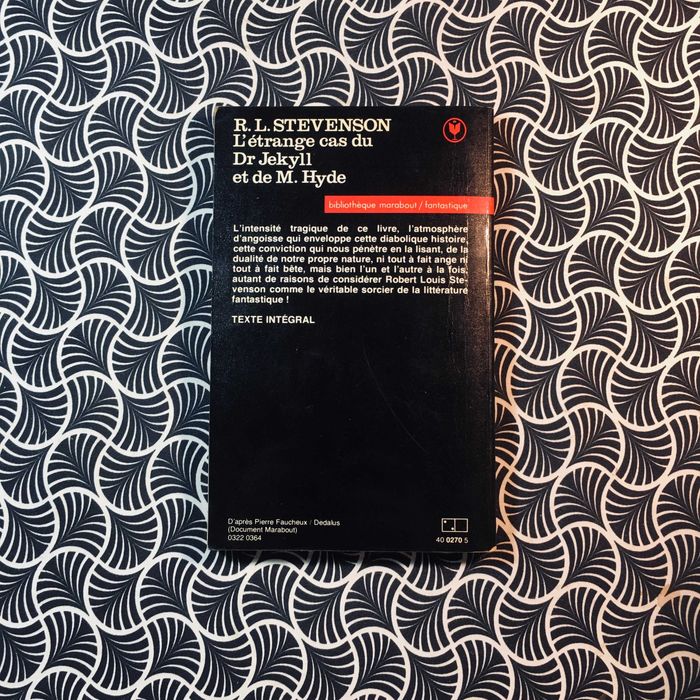 R. L. STEVENSON
L'étrange cas du
Dr Jekyll
et de M. Hyde
bibliothèque marabout / fantastique
L'intensité tragique de ce livre, l'atmosphère
d'angoisse qui enveloppe cette diabolique histoire,
cette conviction qui nous pénètre en la lisant, de la
dualité de notre propre nature, ni tout à fait ange ni
tout à fait bête, mais bien l'un et l'autre à la fois,
autant de raisons de considérer Robert Louis Ste-
venson comme le véritable sorcier de la littérature
fantastique !
TEXTE INTÉGRAL
D'après Pierre Faucheux / Dedalus
(Document Marabout)
0322 0364
40 0270 5